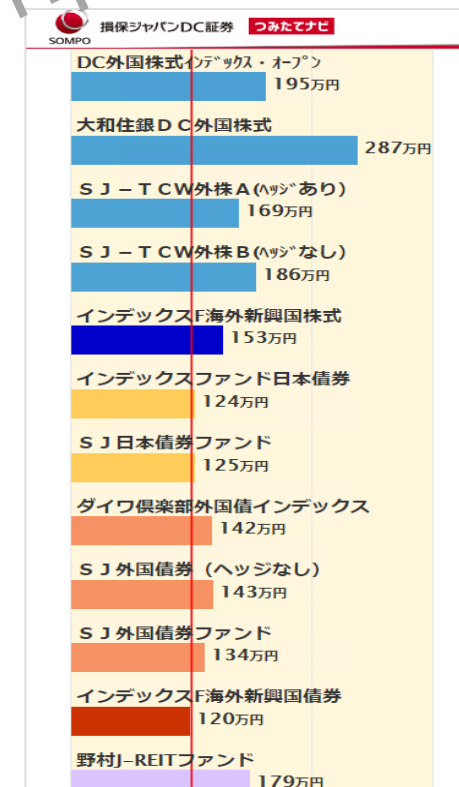 SOMPO
損保ジャパンDC証券 つみたてナビ
DC外国株式インデックス・オープン
195万円
大和住銀DC外国株式
287万円
SJ-TCW外株A(ヘッジあり)
169万円
SJ-TCW外株B(ヘッジなし)
186万円
インデックスF海外新興国株式
153万円
インデックスファンド日本債券
124万円
SJ日本債券ファンド
125万円
ダイワ倶楽部外国債インデックス
142万円
SJ外国債券(ヘッジなし)
143万円
SJ外国債券ファンド
134万円
インデックスF海外新興国債券
120万円
野村J-REITファンド
179万円